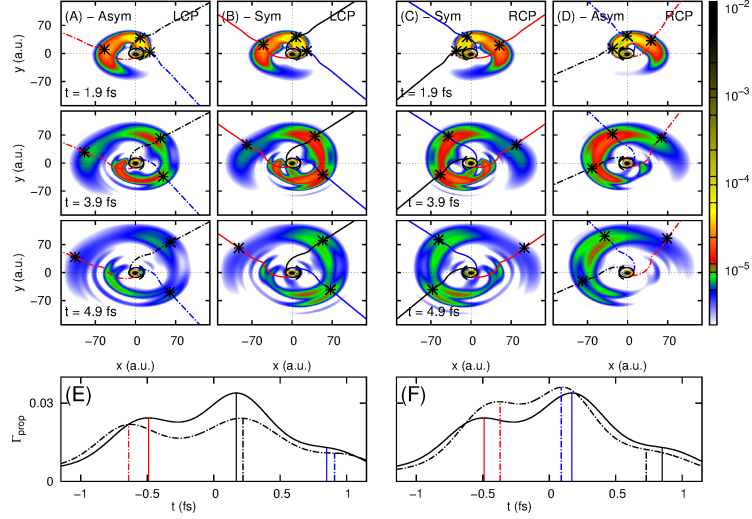 (A) − Asym LCP
(B) − Sym LCP
(C) − Sym RCP
(D) − Asym RCP
10⁻²
10⁻³
10⁻⁴
10⁻⁵
y (a.u.)
70
0
−70
t = 1.9 fs
t = 1.9 fs
y (a.u.)
70
0
−70
t = 3.9 fs
t = 3.9 fs
y (a.u.)
70
0
−70
t = 4.9 fs
t = 4.9 fs
−70 0 70
−70 0 70
−70 0 70
−70 0 70
x (a.u.)
x (a.u.)
x (a.u.)
x (a.u.)
(E)
(F)
Γprop
0.03
0
−1 −0.5 0 0.5 1
−1 −0.5 0 0.5 1
t (fs)
t (fs)